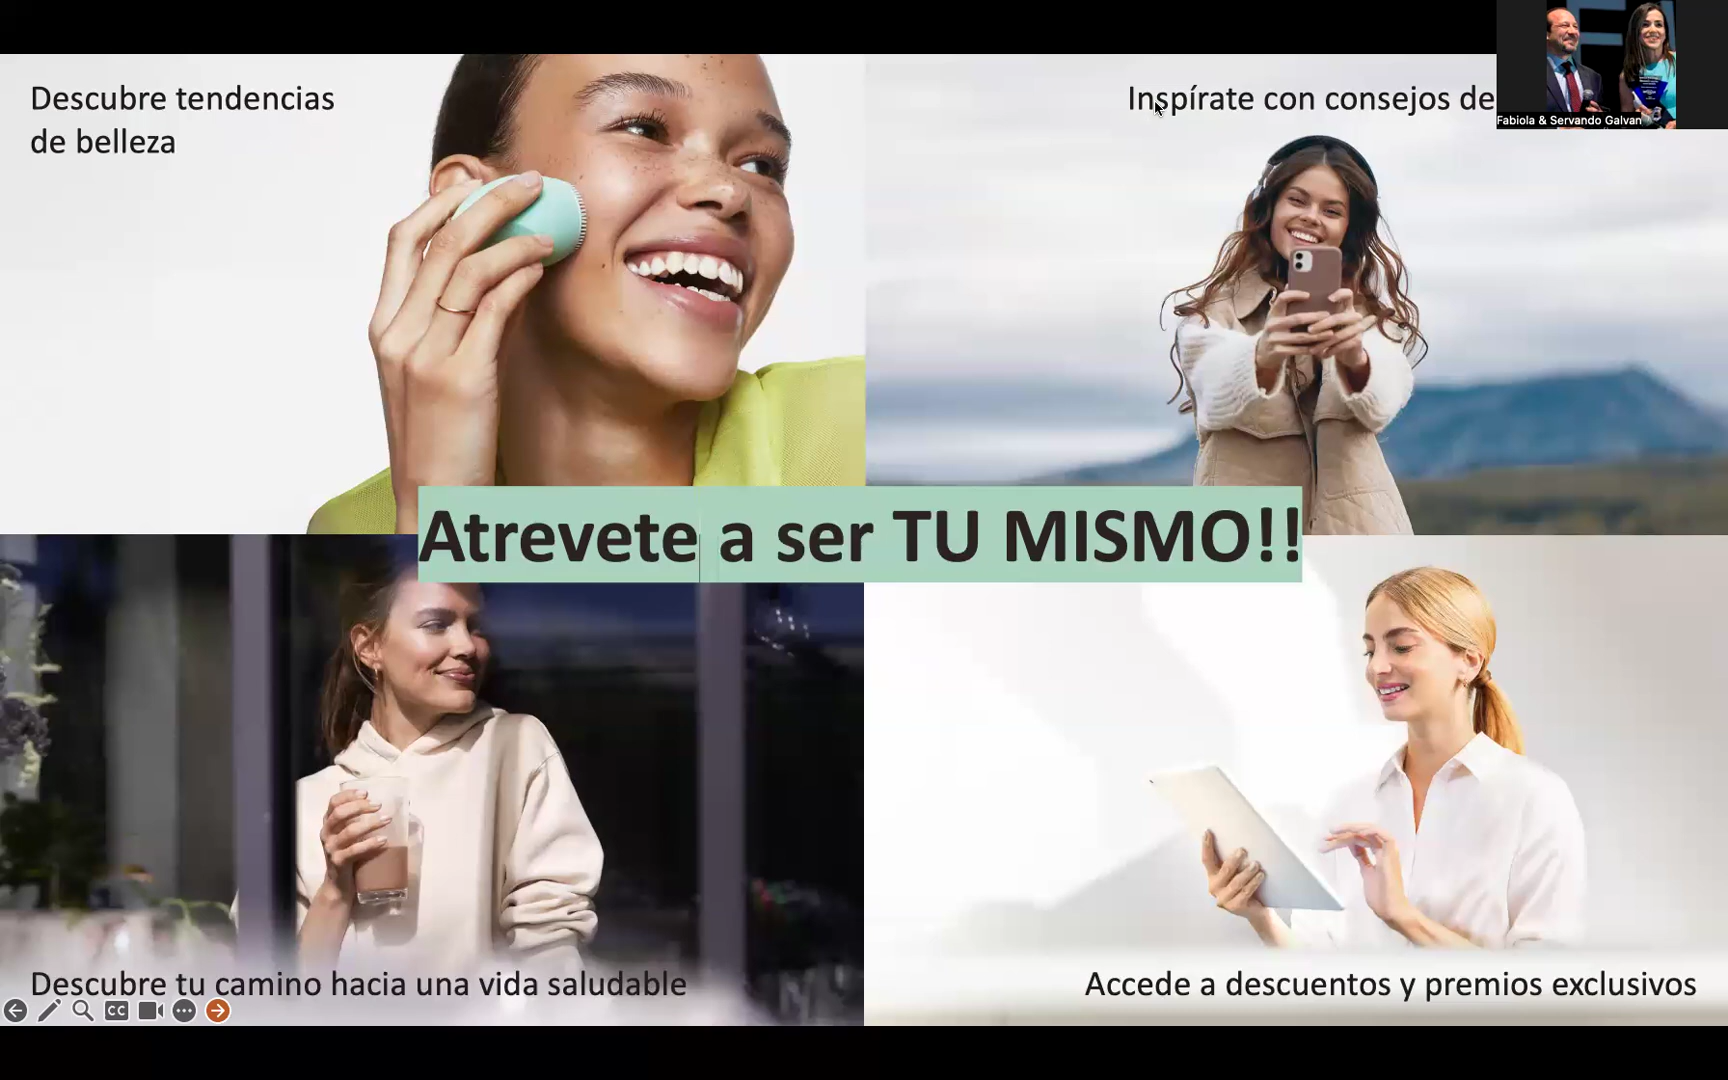 Descubre tendencias
de belleza
Inspírate con consejos de
Fabiola & Servando Galvan
Atrevete a ser TU MISMO!!
Descubre tu camino hacia una vida saludable
Accede a descuentos y premios exclusivos
CC